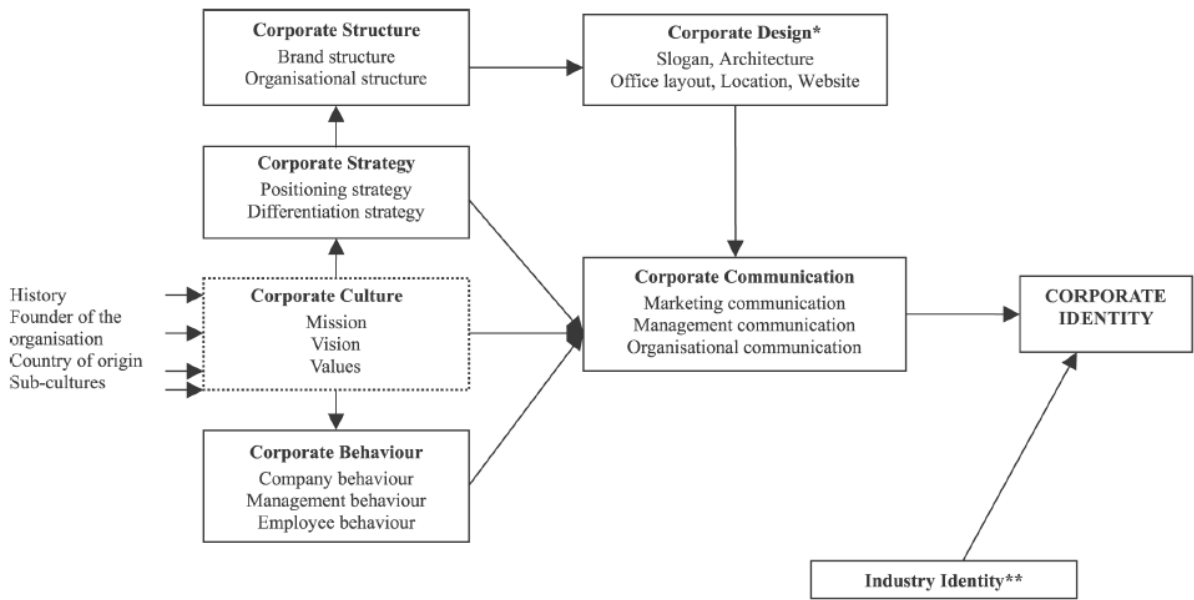 Corporate Structure
Brand structure
Organisational structure
Corporate Design*
Slogan, Architecture
Office layout, Location, Website
Corporate Strategy
Positioning strategy
Differentiation strategy
History
Founder of the
organisation
Country of origin
Sub-cultures
Corporate Culture
Mission
Vision
Values
Corporate Communication
Marketing communication
Management communication
Organisational communication
CORPORATE
IDENTITY
Corporate Behaviour
Company behaviour
Management behaviour
Employee behaviour
Industry Identity**